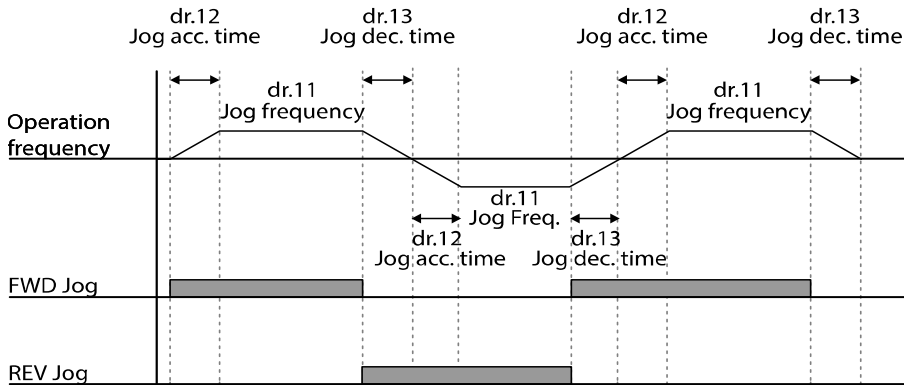 dr.12
Jog acc. time
dr.13
Jog dec. time
dr.12
Jog acc. time
dr.13
Jog dec. time
dr.11
Jog frequency
dr.11
Jog frequency
Operation
frequency
dr.11
Jog Freq.
dr.12
Jog acc. time
dr.13
Jog dec. time
FWD Jog
REV Jog